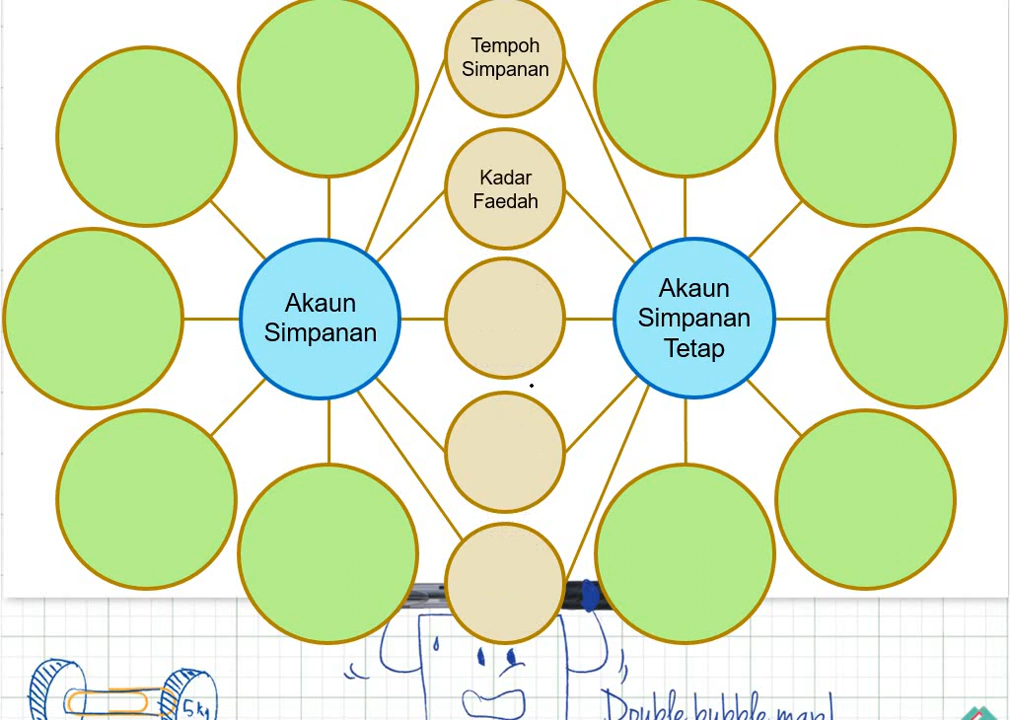 Tempoh
Simpanan
Kadar
Faedah
Akaun
Simpanan
Akaun
Simpanan
Tetap
5kg
Double bubble map!